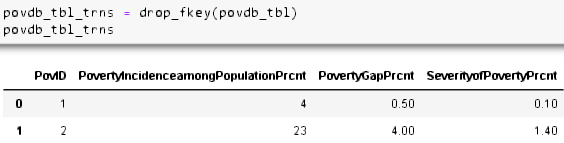 povdb_tbl_trns = drop_fkey(povdb_tbl)
povdb_tbl_trns
PovID PovertyIncidenceamongPopulationPrcnt PovertyGapPrcnt SeverityofPovertyPrcnt
0 1 4 0.50 0.10
1 2 23 4.00 1.40